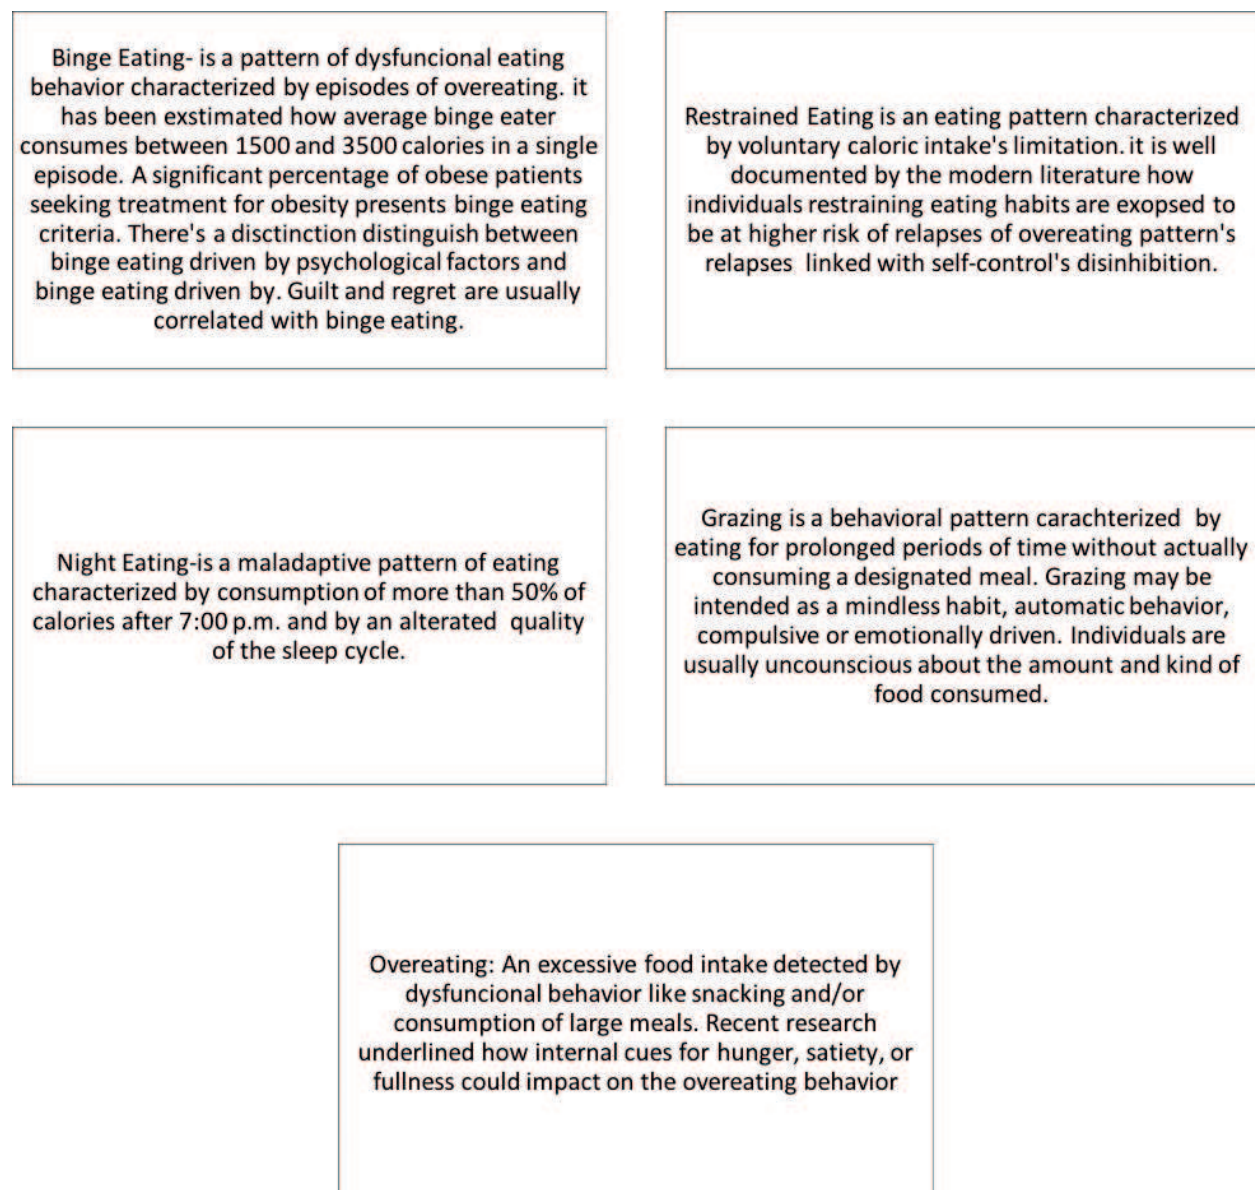 Binge Eating- is a pattern of dysfuncional eating
behavior characterized by episodes of overeating. it
has been exstimated how average binge eater
consumes between 1500 and 3500 calories in a single
episode. A significant percentage of obese patients
seeking treatment for obesity presents binge eating
criteria. There's a disctinction distinguish between
binge eating driven by psychological factors and
binge eating driven by. Guilt and regret are usually
correlated with binge eating.
Restrained Eating is an eating pattern characterized
by voluntary caloric intake's limitation. it is well
documented by the modern literature how
individuals restraining eating habits are exopsed to
be at higher risk of relapses of overeating pattern's
relapses linked with self-control's disinhibition.
Night Eating-is a maladaptive pattern of eating
characterized by consumption of more than 50% of
calories after 7:00 p.m. and by an alterated quality
of the sleep cycle.
Grazing is a behavioral pattern carachterized by
eating for prolonged periods of time without actually
consuming a designated meal. Grazing may be
intended as a mindless habit, automatic behavior,
compulsive or emotionally driven. Individuals are
usually uncounscious about the amount and kind of
food consumed.
Overeating: An excessive food intake detected by
dysfuncional behavior like snacking and/or
consumption of large meals. Recent research
underlined how internal cues for hunger, satiety, or
fullness could impact on the overeating behavior